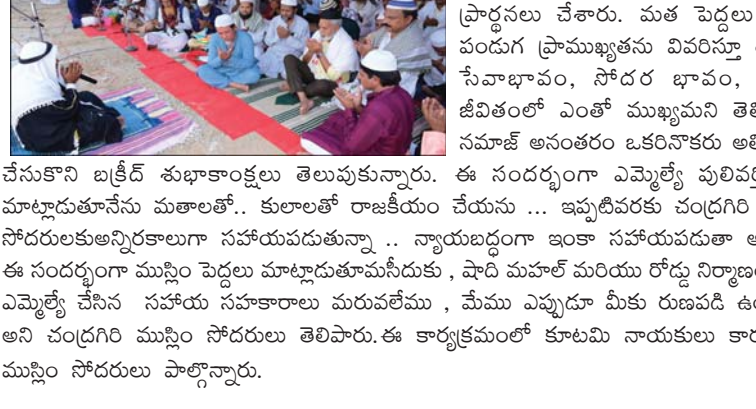 ప్రార్థనలు చేశారు. మత పెద్దలు
పండుగ ప్రాముఖ్యతను వివరిస్తూ
సేవాభావం, సోదర భావం,
జీవితంలో ఎంతో ముఖ్యమని
నమాజ్ అనంతరం ఒకరినొకరు
చేసుకొని బక్రీద్ శుభాకాంక్షలు తెలుపుకున్నారు. ఈ సందర్భంగా ఎమ్మెల్యే
మాట్లాడుతూనేను మతాలతో.. కులాలతో రాజకీయం చేయను ... ఇప్పటివరకు చంద్రగిరి
సోదరులకుఅన్నిరకాలుగా సహాయపడుతున్నా .. న్యాయబద్ధంగా ఇంకా సహాయపడుతా
ఈ సందర్భంగా ముస్లిం పెద్దలు మాట్లాడుతూమసీదుకు , షాది మహల్ మరియు రోడ్డు
ఎమ్మెల్యే చేసిన సహాయ సహకారాలు మరువలేము , మేము ఎప్పుడూ మీకు రుణపడి
అని చంద్రగిరి ముస్లిం సోదరులు తెలిపారు.ఈ కార్యక్రమంలో కూటమి నాయకులు
ముస్లిం సోదరులు పాల్గొన్నారు.